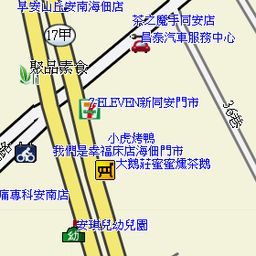 早安山丘安南海佃店
茶之魔手同安店
17甲
昌泰汽車服務中心
聚品素食
36巷
7-ELEVEN新同安門市
小虎烤鴨
我們是幸福床店海佃門市
大鵝莊蜜蜜燻茶鵝
痛專科安南店
安琪兒幼兒園
幼